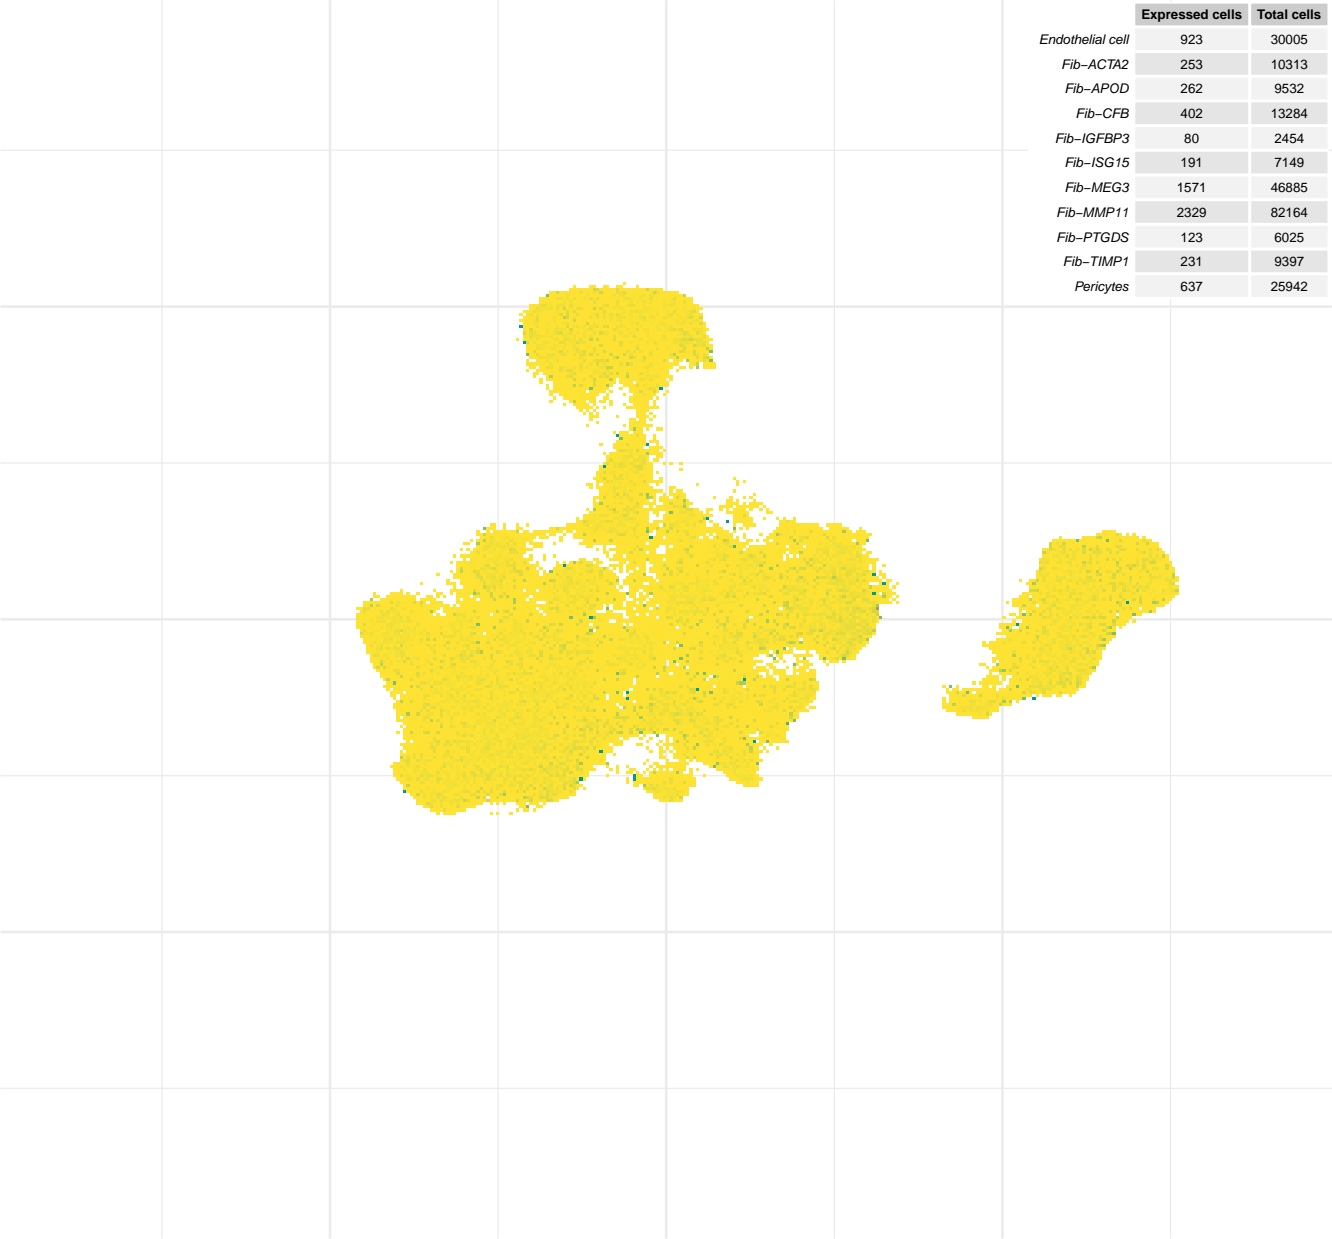 Expressed cells Total cells
Endothelial cell 923 30005
Fib−ACTA2 253 10313
Fib−APOD 262 9532
Fib−CFB 402 13284
Fib−IGFBP3 80 2454
Fib−ISG15 191 7149
Fib−MEG3 1571 46885
Fib−MMP11 2329 82164
Fib−PTGDS 123 6025
Fib−TIMP1 231 9397
Pericytes 637 25942